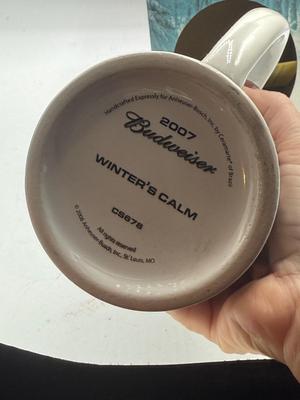 Handcrafted Expressly for Anheuser-Busch, Inc. by Ceramarte® of Brazil
2007
Budweiser
WINTER'S CALM
CS678
All rights reserved
© 2006 Anheuser-Busch, Inc., St. Louis, MO